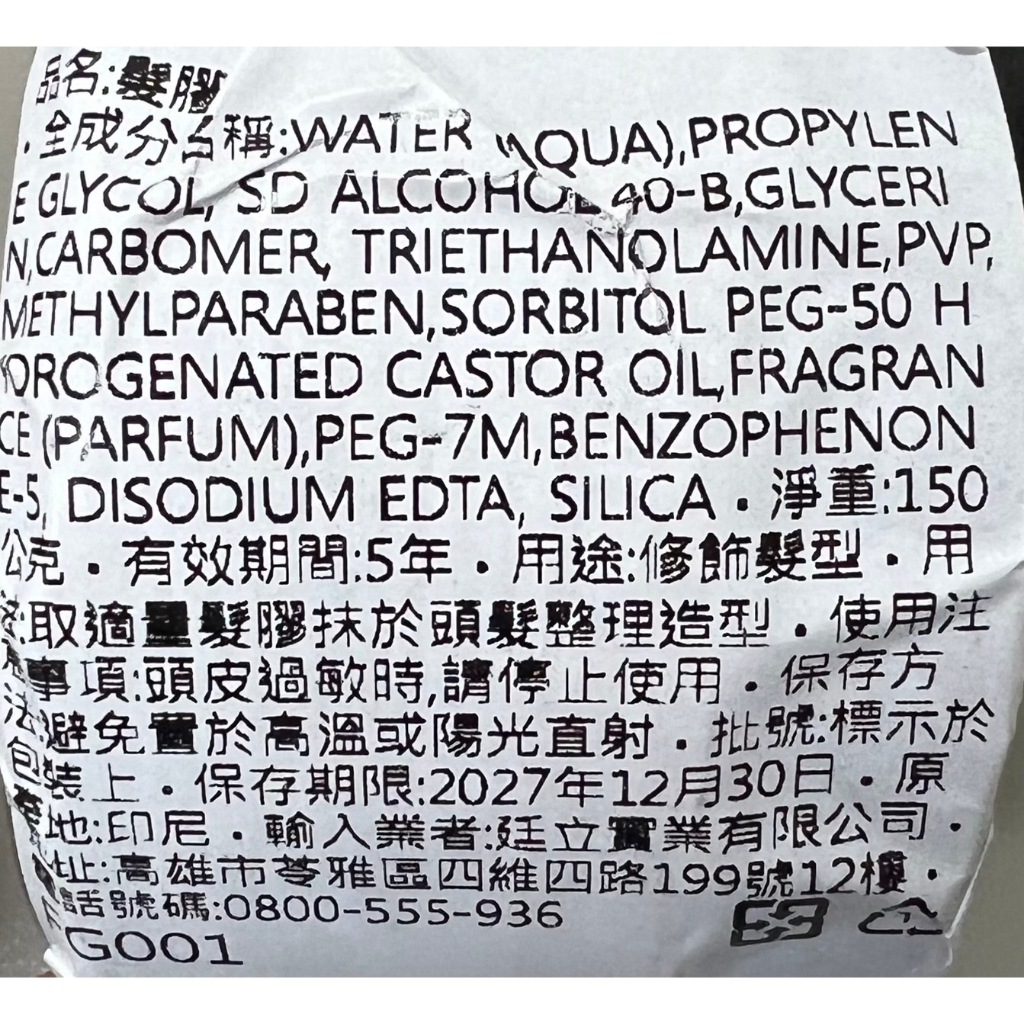 品名:髮膠
.全成分名稱:WATER (AQUA),PROPYLEN
E GLYCOL, SD ALCOHOL 40-B,GLYCERI
N,CARBOMER, TRIETHANOLAMINE,PVP,
METHYLPARABEN,SORBITOL PEG-50 H
YDROGENATED CASTOR OIL,FRAGRAN
CE(PARFUM),PEG-7M,BENZOPHENON
E-5, DISODIUM EDTA, SILICA.淨重:150
公克.有效期間:5年.用途:修飾髮型.用
:取適量髮膠抹於頭髮整理造型.使用注
事項:頭皮過敏時,請停止使用.保存方
法:避免置於高溫或陽光直射.批號:標示於
包裝上.保存期限:2027年12月30日.原
地:印尼.輸入業者:廷立實業有限公司.
址:高雄市苓雅區四維四路199號12樓.
話號碼:0800-555-936
G001